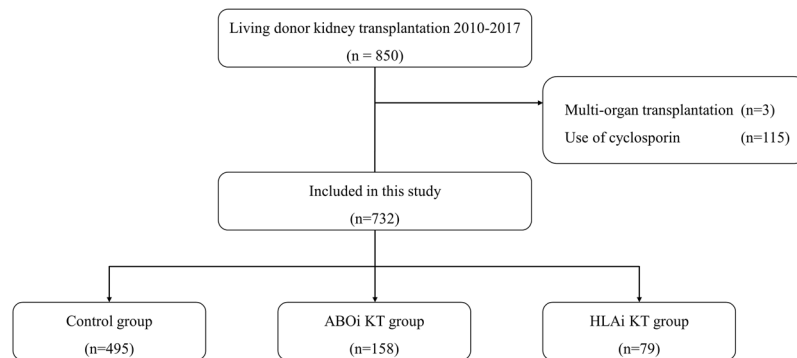 Living donor kidney transplantation 2010-2017
(n = 850)
Multi-organ transplantation (n=3)
Use of cyclosporin (n=115)
Included in this study
(n=732)
Control group
(n=495)
ABOi KT group
(n=158)
HLAi KT group
(n=79)